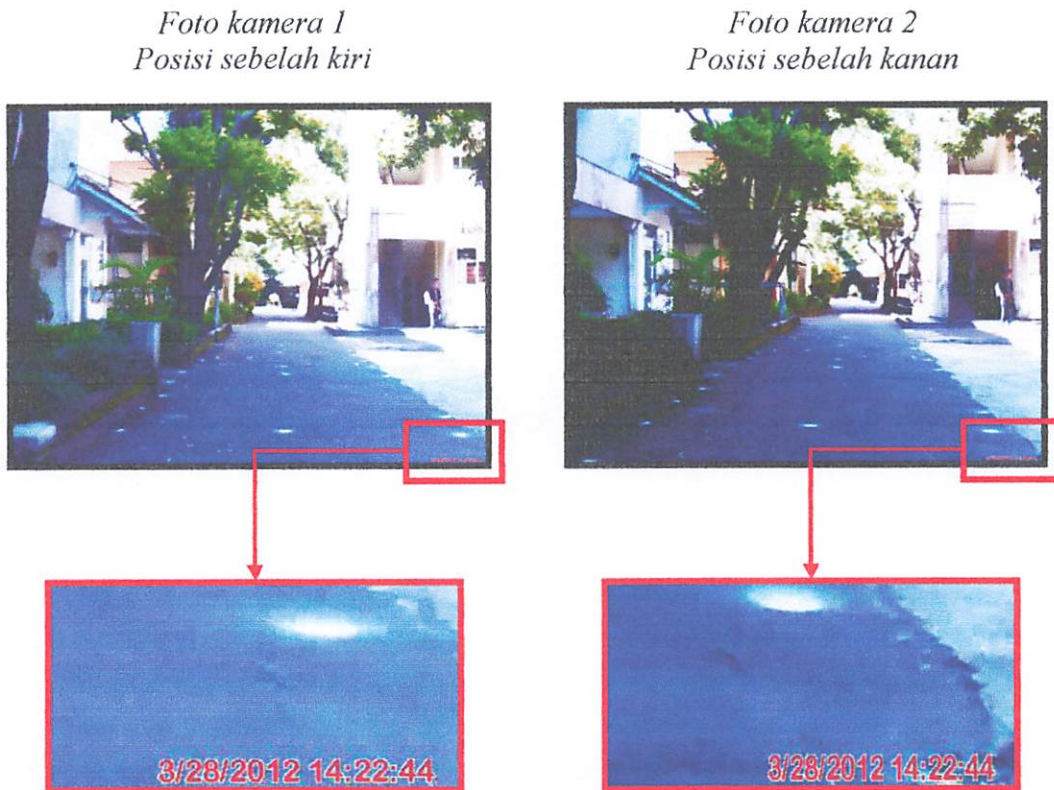 Foto kamera 1
Posisi sebelah kiri
Foto kamera 2
Posisi sebelah kanan
3/28/2012 14:22:44
3/28/2012 14:22:44